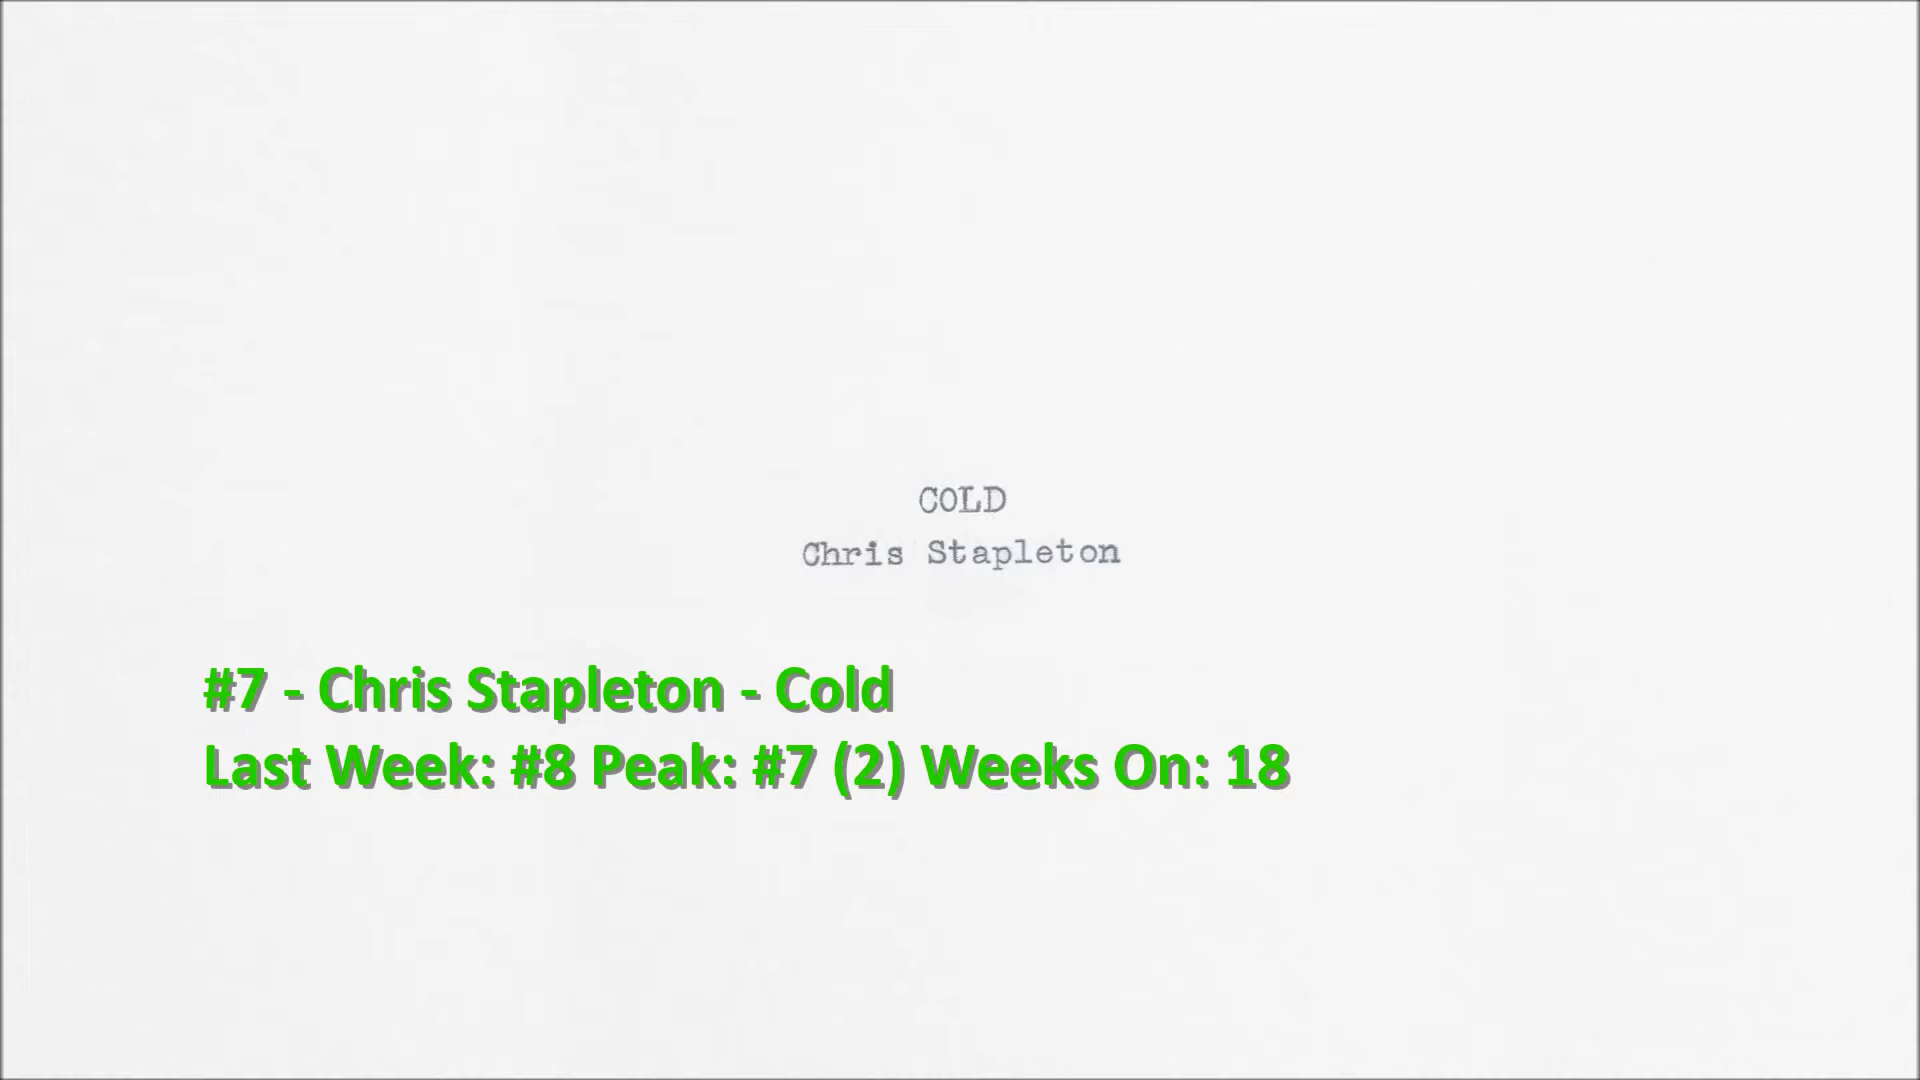 COLD
Chris Stapleton
#7 - Chris Stapleton - Cold
Last Week: #8 Peak: #7 (2) Weeks On: 18